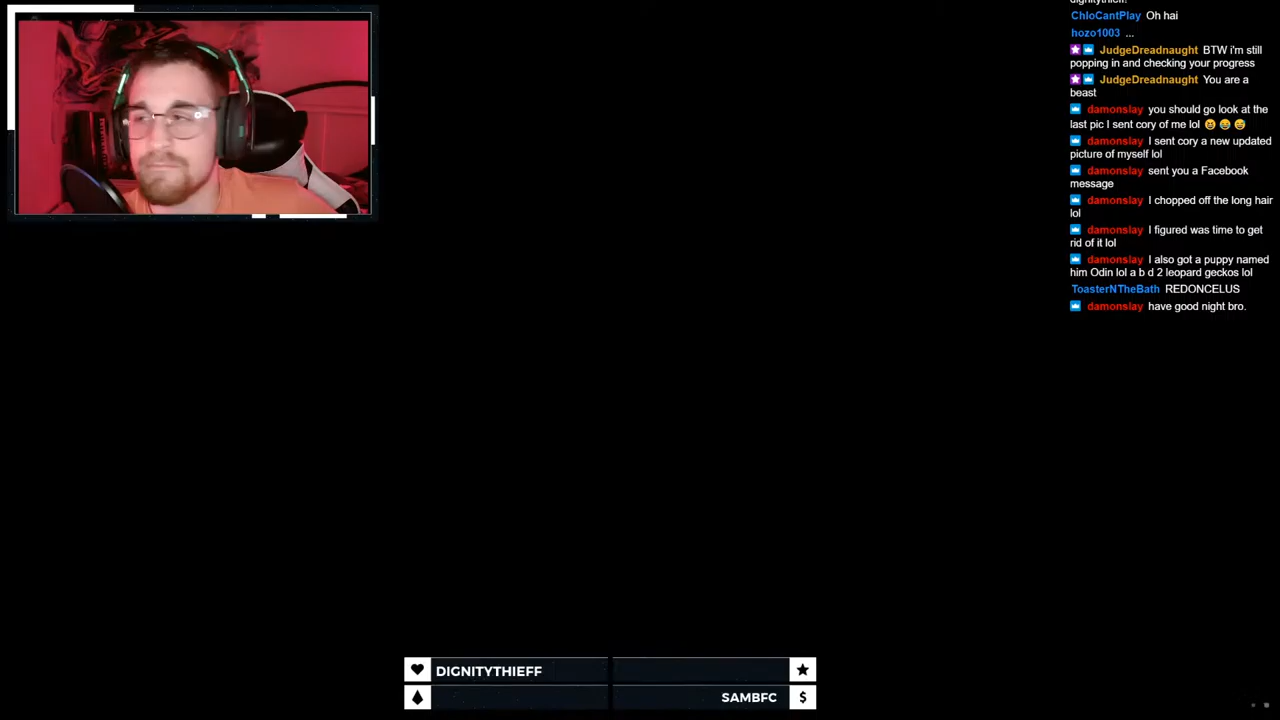 dignitythieff
ChloCantPlay Oh hai
hozo1003 ...
JudgeDreadnaught BTW i'm still
popping in and checking your progress
JudgeDreadnaught You are a
beast
damonslay you should go look at the
last pic I sent cory of me lol
damonslay I sent cory a new updated
picture of myself lol
damonslay sent you a Facebook
message
damonslay I chopped off the long hair
lol
damonslay I figured was time to get
rid of it lol
damonslay I also got a puppy named
him Odin lol a b d 2 leopard geckos lol
ToasterNTheBath REDONCELUS
damonslay have good night bro.
DIGNITYTHIEFF
SAMBFC $